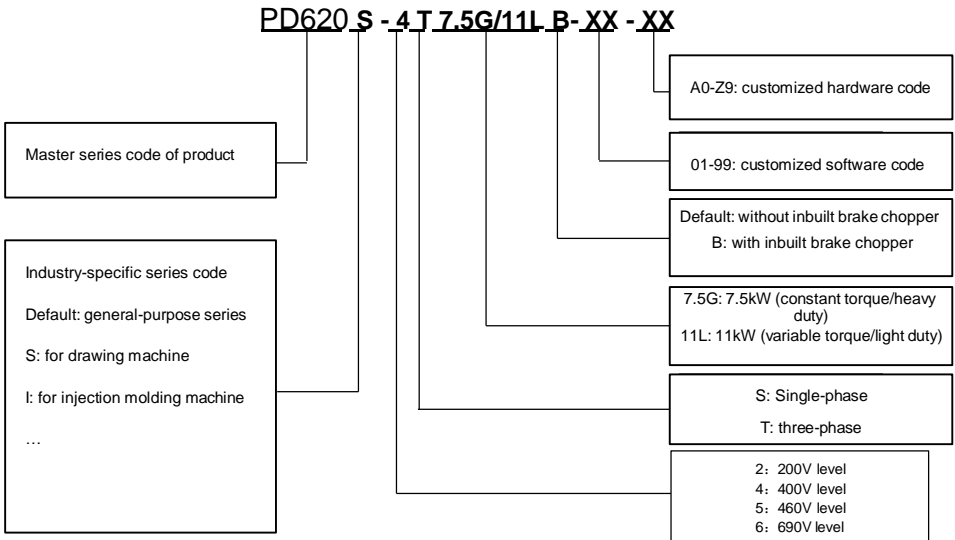 PD620 S - 4 T 7.5G/11L B- XX - XX
A0-Z9: customized hardware code
Master series code of product
01-99: customized software code
Default: without inbuilt brake chopper
B: with inbuilt brake chopper
Industry-specific series code
Default: general-purpose series
S: for drawing machine
I: for injection molding machine
…
7.5G: 7.5kW (constant torque/heavy
duty)
11L: 11kW (variable torque/light duty)
S: Single-phase
T: three-phase
2：200V level
4：400V level
5：460V level
6：690V level